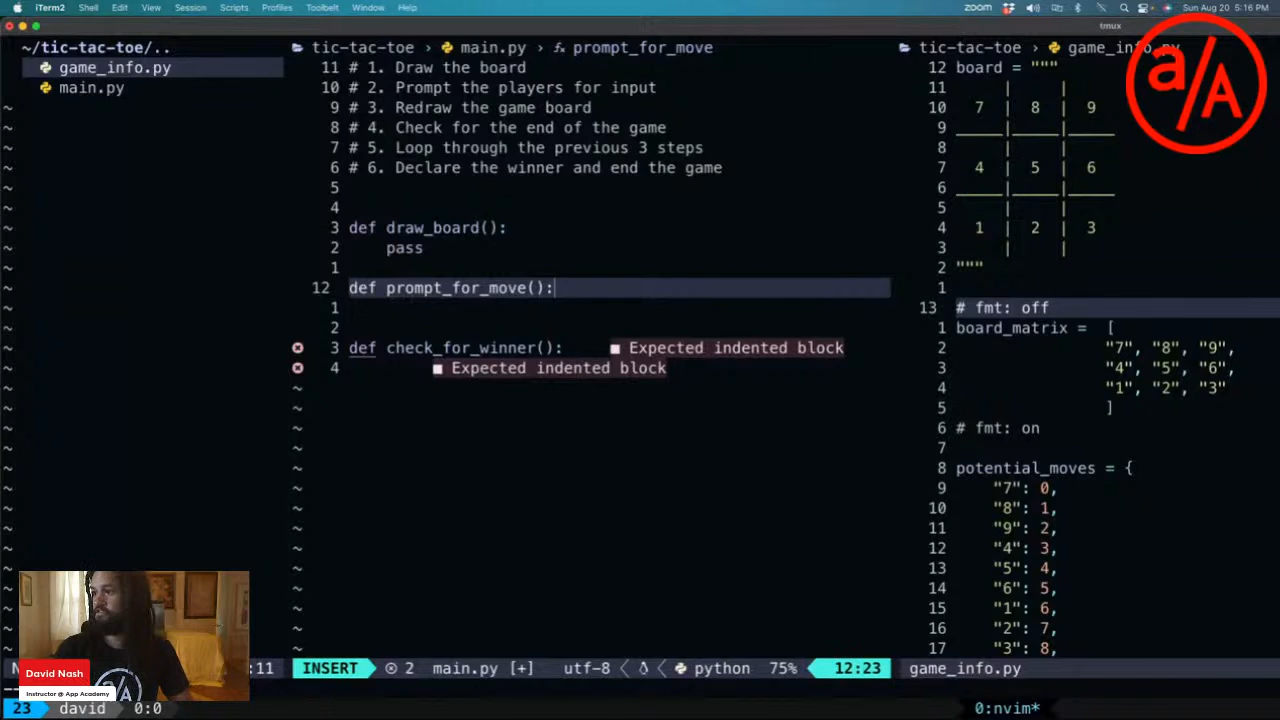 iTerm2 Shell Edit View Session Scripts Profiles Toolbelt Window Help zoom Sun Aug 20 5:16 PM
tmux
~/tic-tac-toe/..
game_info.py
main.py
tic-tac-toe › main.py › prompt_for_move
11 # 1. Draw the board
10 # 2. Prompt the players for input
9 # 3. Redraw the game board
8 # 4. Check for the end of the game
7 # 5. Loop through the previous 3 steps
6 # 6. Declare the winner and end the game
5
4
3 def draw_board():
2 pass
1
12 def prompt_for_move():
1
2
3 def check_for_winner(): ■ Expected indented block
4 ■ Expected indented block
tic-tac-toe › game_info.py
12 board = """
11 | |
10 7 | 8 | 9
9 _____|_____|_____
8 | |
7 4 | 5 | 6
6 _____|_____|_____
5 | |
4 1 | 2 | 3
3 | |
2 """
1
13 # fmt: off
1 board_matrix = [
2 "7", "8", "9",
3 "4", "5", "6",
4 "1", "2", "3"
5 ]
6 # fmt: on
7
8 potential_moves = {
9 "7": 0,
10 "8": 1,
11 "9": 2,
12 "4": 3,
13 "5": 4,
14 "6": 5,
15 "1": 6,
16 "2": 7,
17 "3": 8,
a/A
David Nash
Instructor @ App Academy
N :11 INSERT 2 main.py [+] utf-8 python 75% 12:23 game_info.py
23 david 0:0 0:nvim*